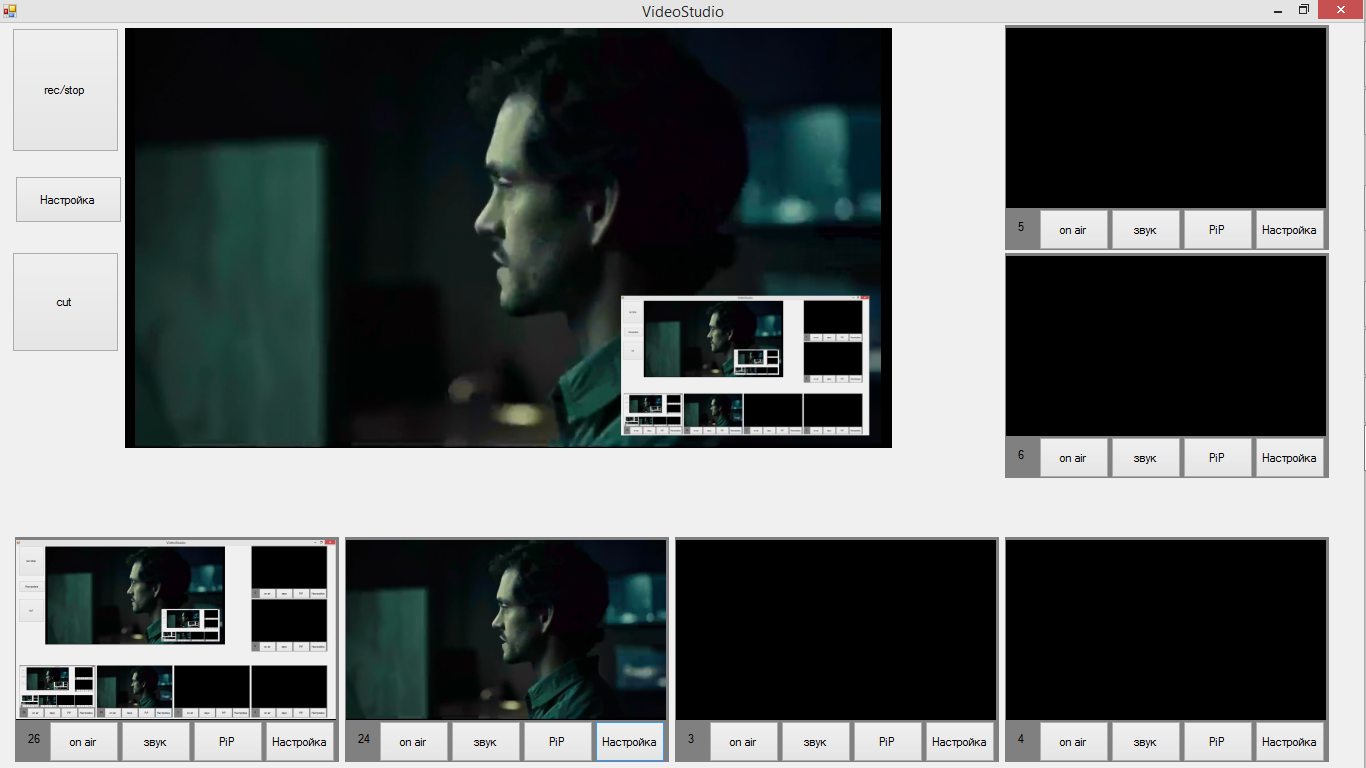 VideoStudio
rec/stop
Настройка
cut
5 on air звук PiP Настройка
6 on air звук PiP Настройка
26 on air звук PiP Настройка
24 on air звук PiP Настройка
3 on air звук PiP Настройка
4 on air звук PiP Настройка